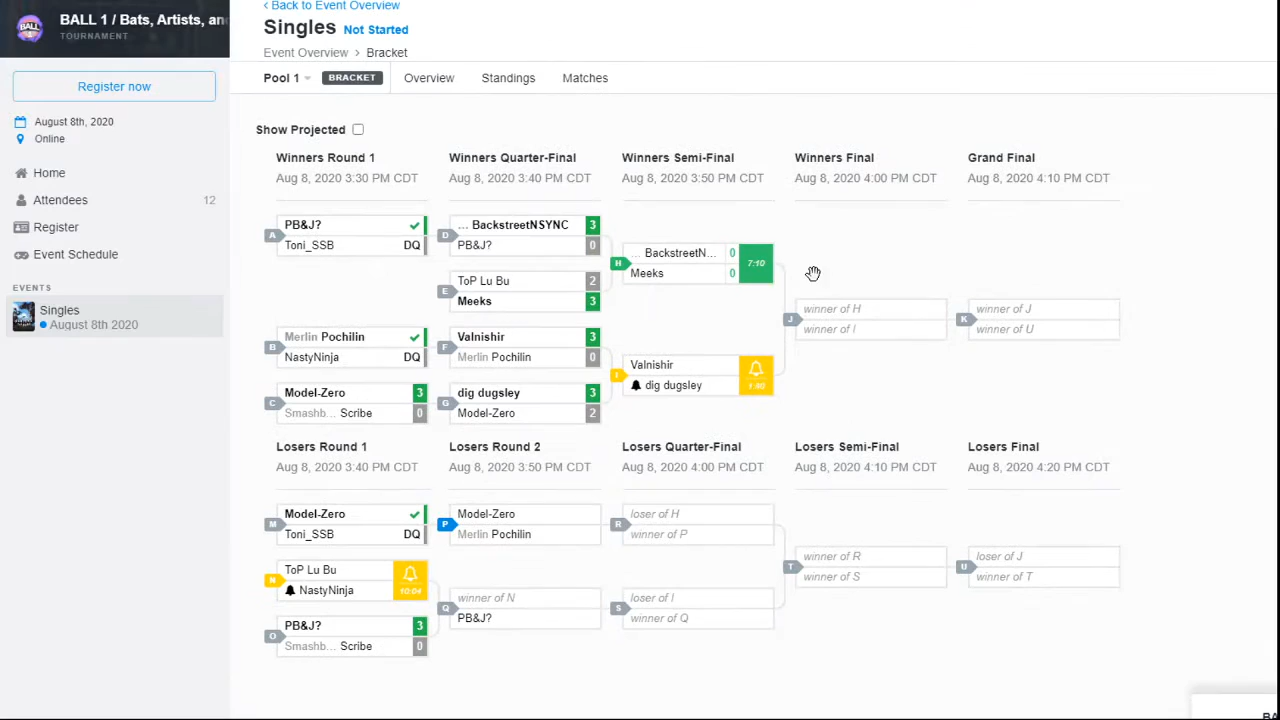 BALL 1 / Bats, Artists, an
TOURNAMENT
Register now
August 8th, 2020
Online
Home
Attendees 12
Register
Event Schedule
EVENTS
Singles
August 8th 2020
‹ Back to Event Overview
Singles Not Started
Event Overview > Bracket
Pool 1 BRACKET Overview Standings Matches
Show Projected
Winners Round 1 Winners Quarter-Final Winners Semi-Final Winners Final Grand Final
Aug 8, 2020 3:30 PM CDT Aug 8, 2020 3:40 PM CDT Aug 8, 2020 3:50 PM CDT Aug 8, 2020 4:00 PM CDT Aug 8, 2020 4:10 PM CDT
A
PB&J?
Toni_SSB DQ
B
Merlin Pochilin
NastyNinja DQ
C
Model-Zero 3
Smashb... Scribe 0
D
... BackstreetNSYNC 3
PB&J? 0
E
ToP Lu Bu 2
Meeks 3
F
Valnishir 3
Merlin Pochilin 0
G
dig dugsley 3
Model-Zero 2
H
... BackstreetN... 0
Meeks 0
7:10
I
Valnishir
dig dugsley
J
winner of H
winner of I
K
winner of J
winner of U
Losers Round 1 Losers Round 2 Losers Quarter-Final Losers Semi-Final Losers Final
Aug 8, 2020 3:40 PM CDT Aug 8, 2020 3:50 PM CDT Aug 8, 2020 4:00 PM CDT Aug 8, 2020 4:10 PM CDT Aug 8, 2020 4:20 PM CDT
M
Model-Zero
Toni_SSB DQ
N
ToP Lu Bu
NastyNinja
10:04
O
PB&J? 3
Smashb... Scribe 0
P
Model-Zero
Merlin Pochilin
Q
winner of N
PB&J?
R
loser of H
winner of P
S
loser of I
winner of Q
T
winner of R
winner of S
U
loser of J
winner of T